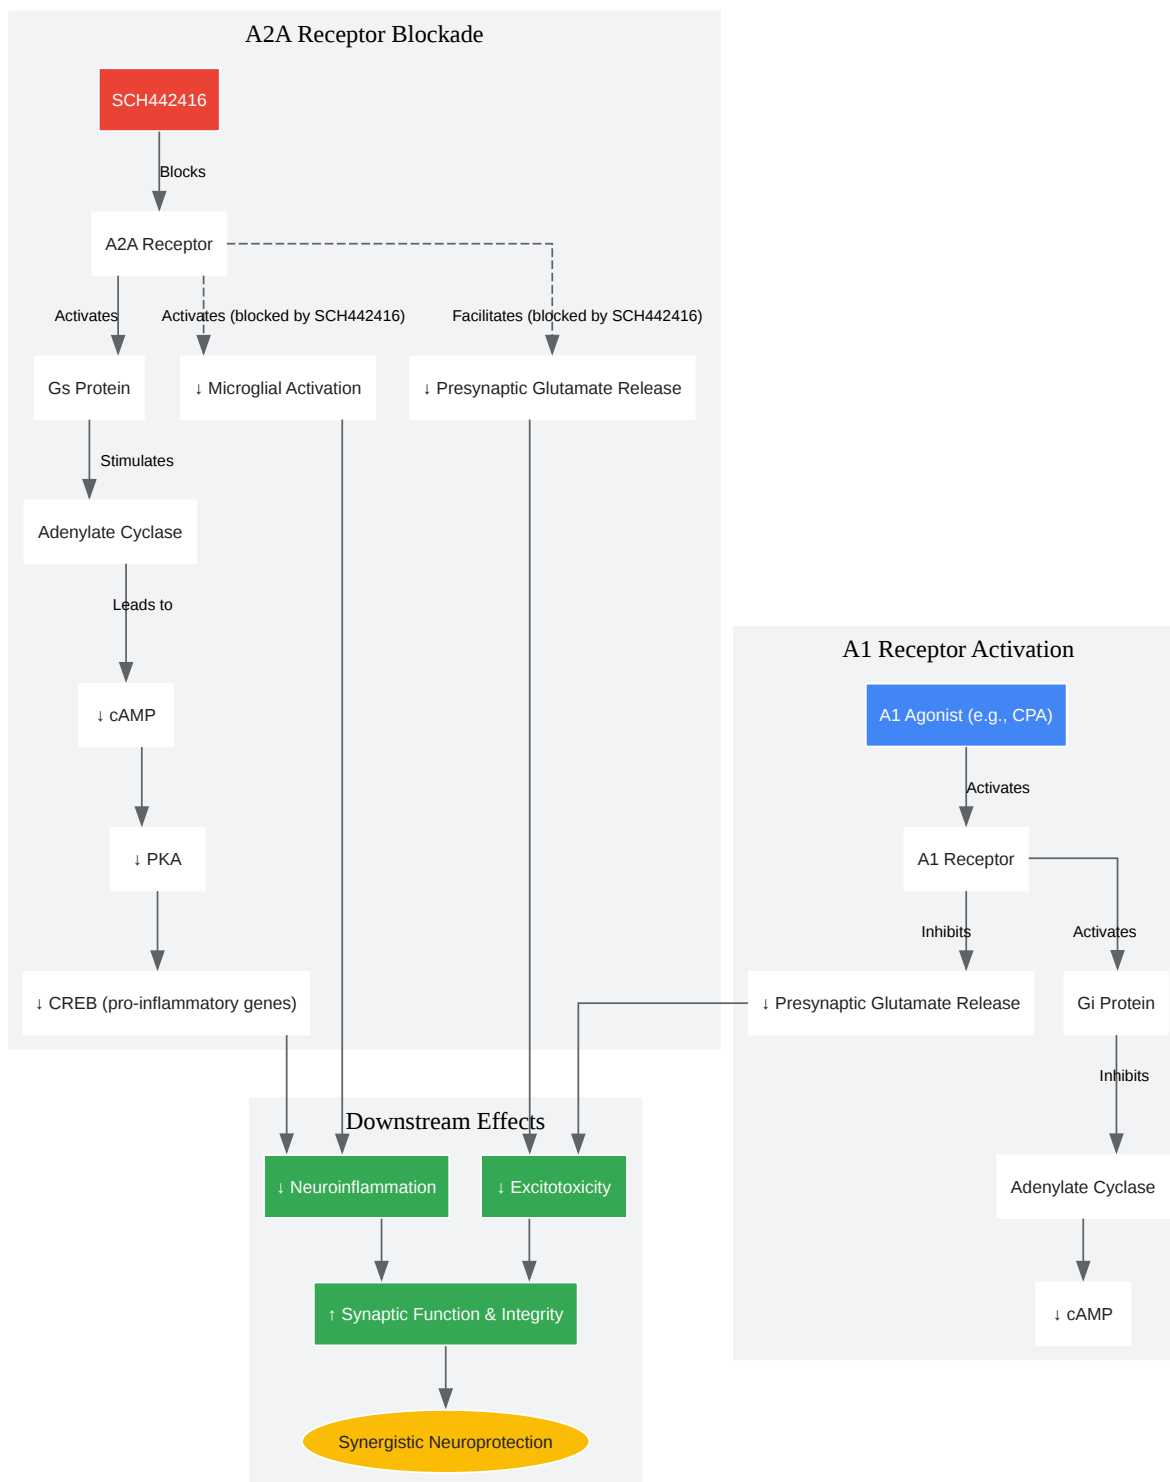 A2A Receptor Blockade
SCH442416
Blocks
A2A Receptor
Activates
Activates (blocked by SCH442416)
Facilitates (blocked by SCH442416)
Gs Protein
↓ Microglial Activation
↓ Presynaptic Glutamate Release
Stimulates
Adenylate Cyclase
Leads to
↓ cAMP
↓ PKA
↓ CREB (pro-inflammatory genes)
A1 Receptor Activation
A1 Agonist (e.g., CPA)
Activates
A1 Receptor
Inhibits
Activates
↓ Presynaptic Glutamate Release
Gi Protein
Inhibits
Adenylate Cyclase
↓ cAMP
Downstream Effects
↓ Neuroinflammation
↓ Excitotoxicity
↑ Synaptic Function & Integrity
Synergistic Neuroprotection